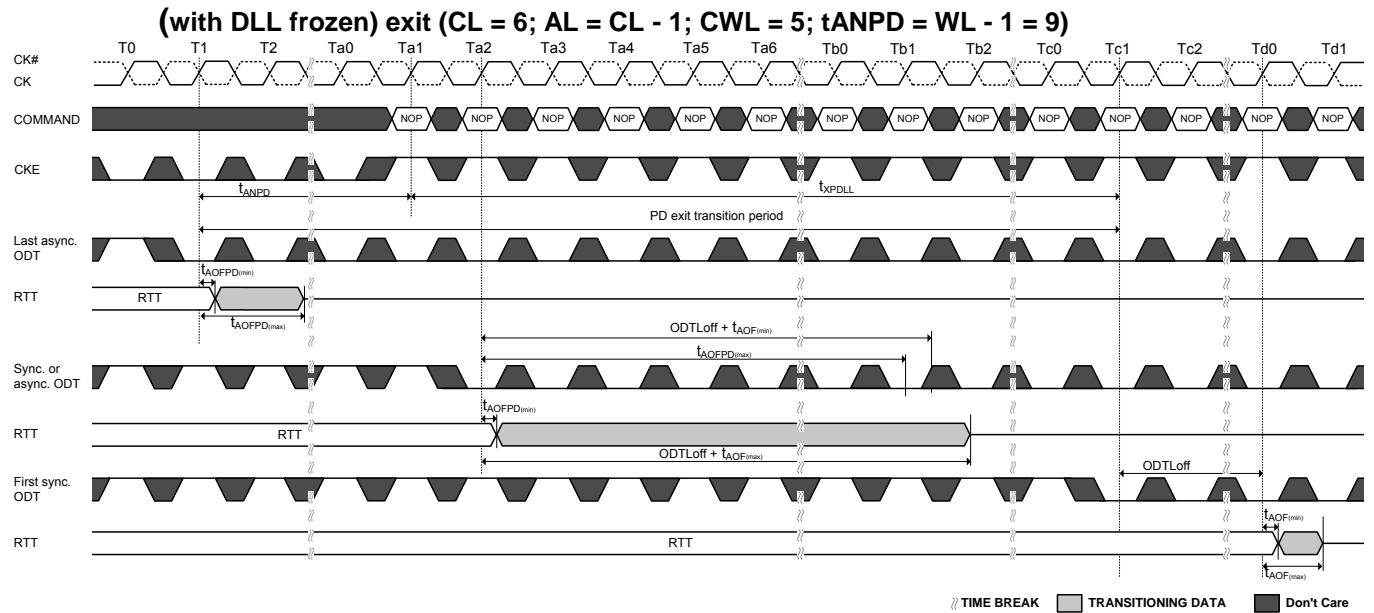 (with DLL frozen) exit (CL = 6; AL = CL - 1; CWL = 5; tANPD = WL - 1 = 9)
T0 T1 T2 Ta0 Ta1 Ta2 Ta3 Ta4 Ta5 Ta6 Tb0 Tb1 Tb2 Tc0 Tc1 Tc2 Td0 Td1
CK#
CK
COMMAND NOP NOP NOP NOP NOP NOP NOP NOP NOP NOP NOP NOP NOP NOP
CKE
tANPD tXPDLL
PD exit transition period
Last async.
ODT
tAOFPD(min)
RTT RTT
tAOFPD(max)
ODTLoff + tAOF(min)
tAOFPD(max)
Sync. or
async. ODT
tAOFPD(min)
RTT RTT
ODTLoff + tAOF(max)
ODTLoff
First sync.
ODT
tAOF(min)
RTT RTT
tAOF(max)
TIME BREAK TRANSITIONING DATA Don't Care